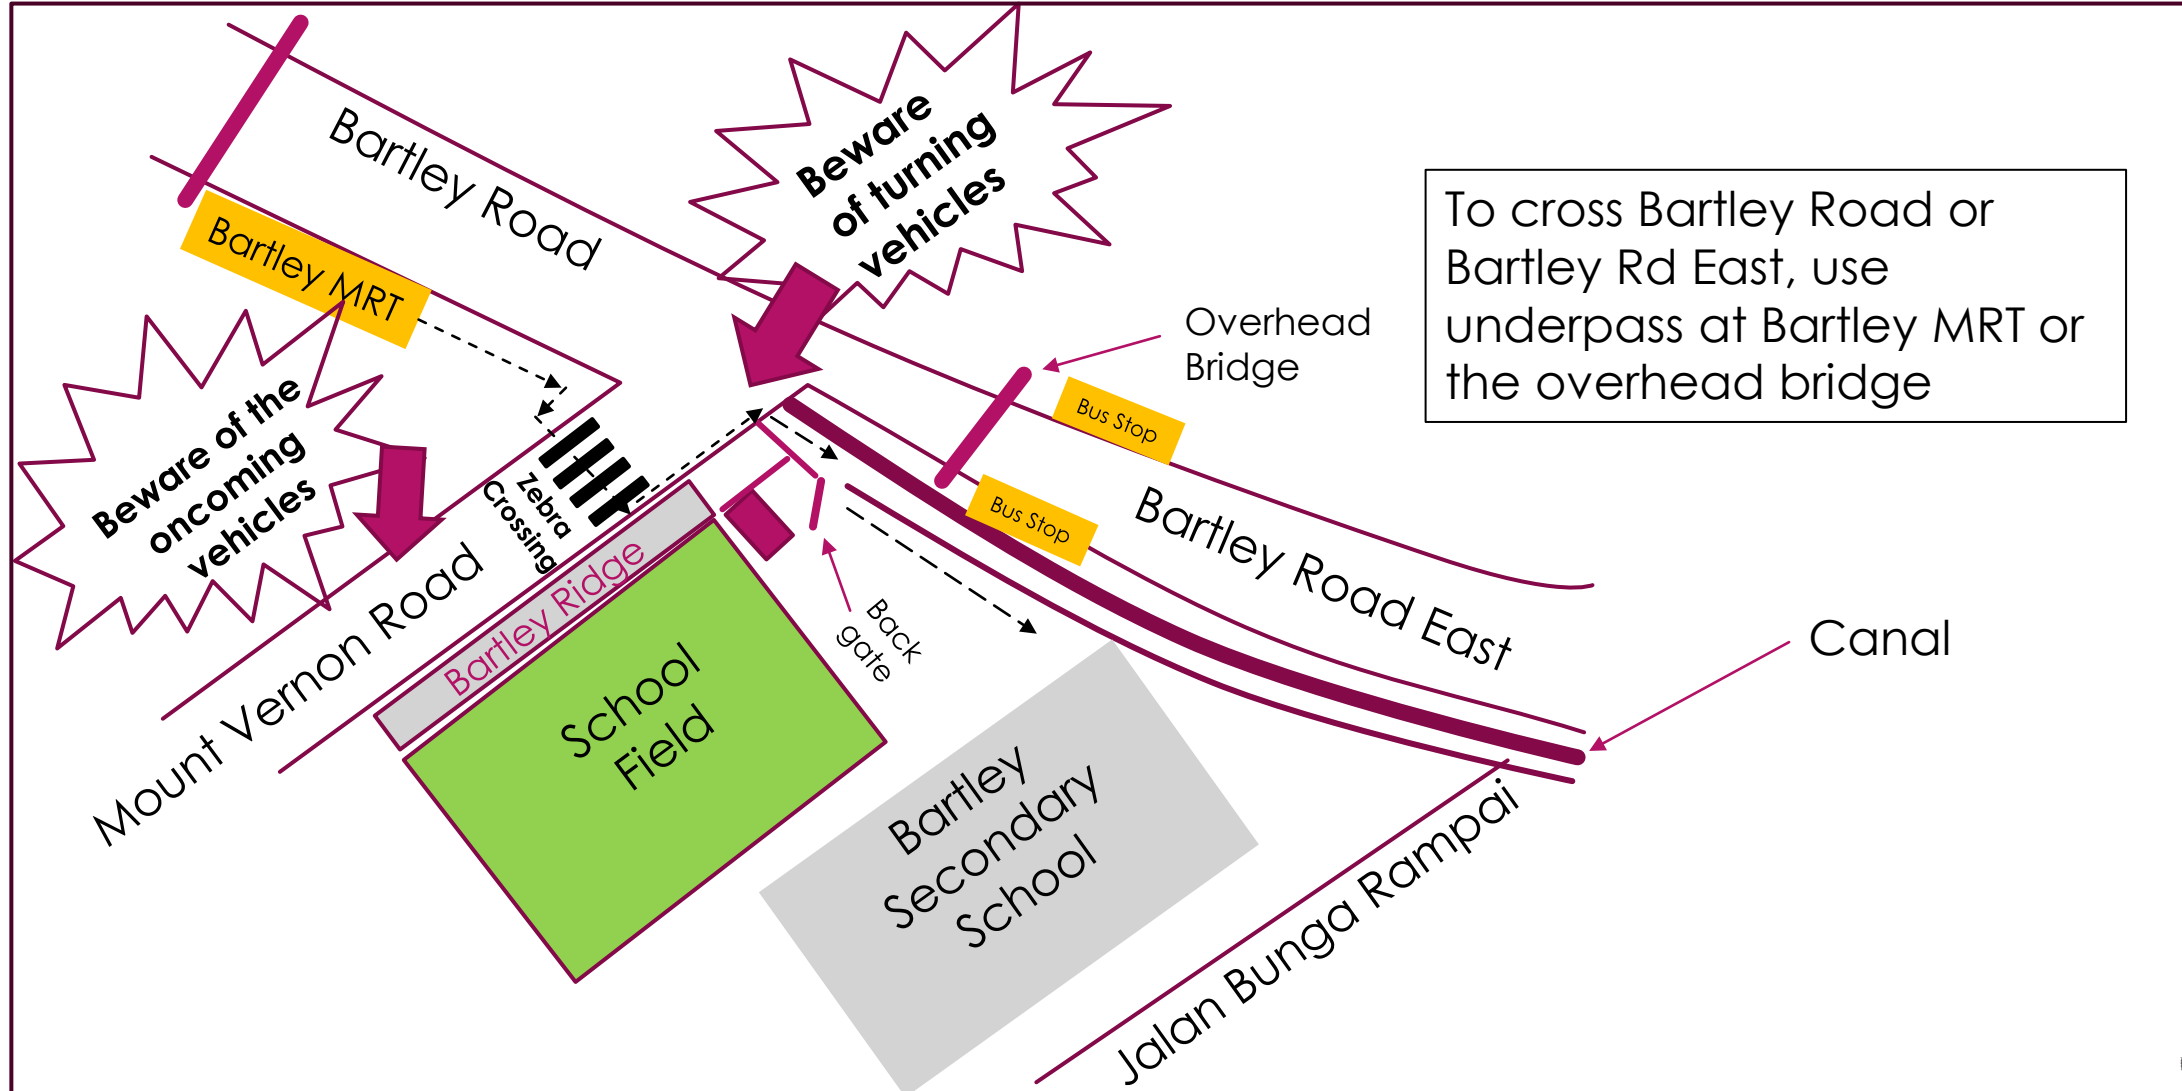 Bartley Road
Beware
of turning
vehicles
Bartley MRT
To cross Bartley Road or
Bartley Rd East, use
underpass at Bartley MRT or
the overhead bridge
Overhead
Bridge
Beware of the
oncoming
vehicles
Bus Stop
Bus Stop
Zebra
Crossing
Bartley Road East
Mount Vernon Road
Bartley Ridge
Back
gate
Canal
School
Field
Bartley
Secondary
School
Jalan Bunga Rampai